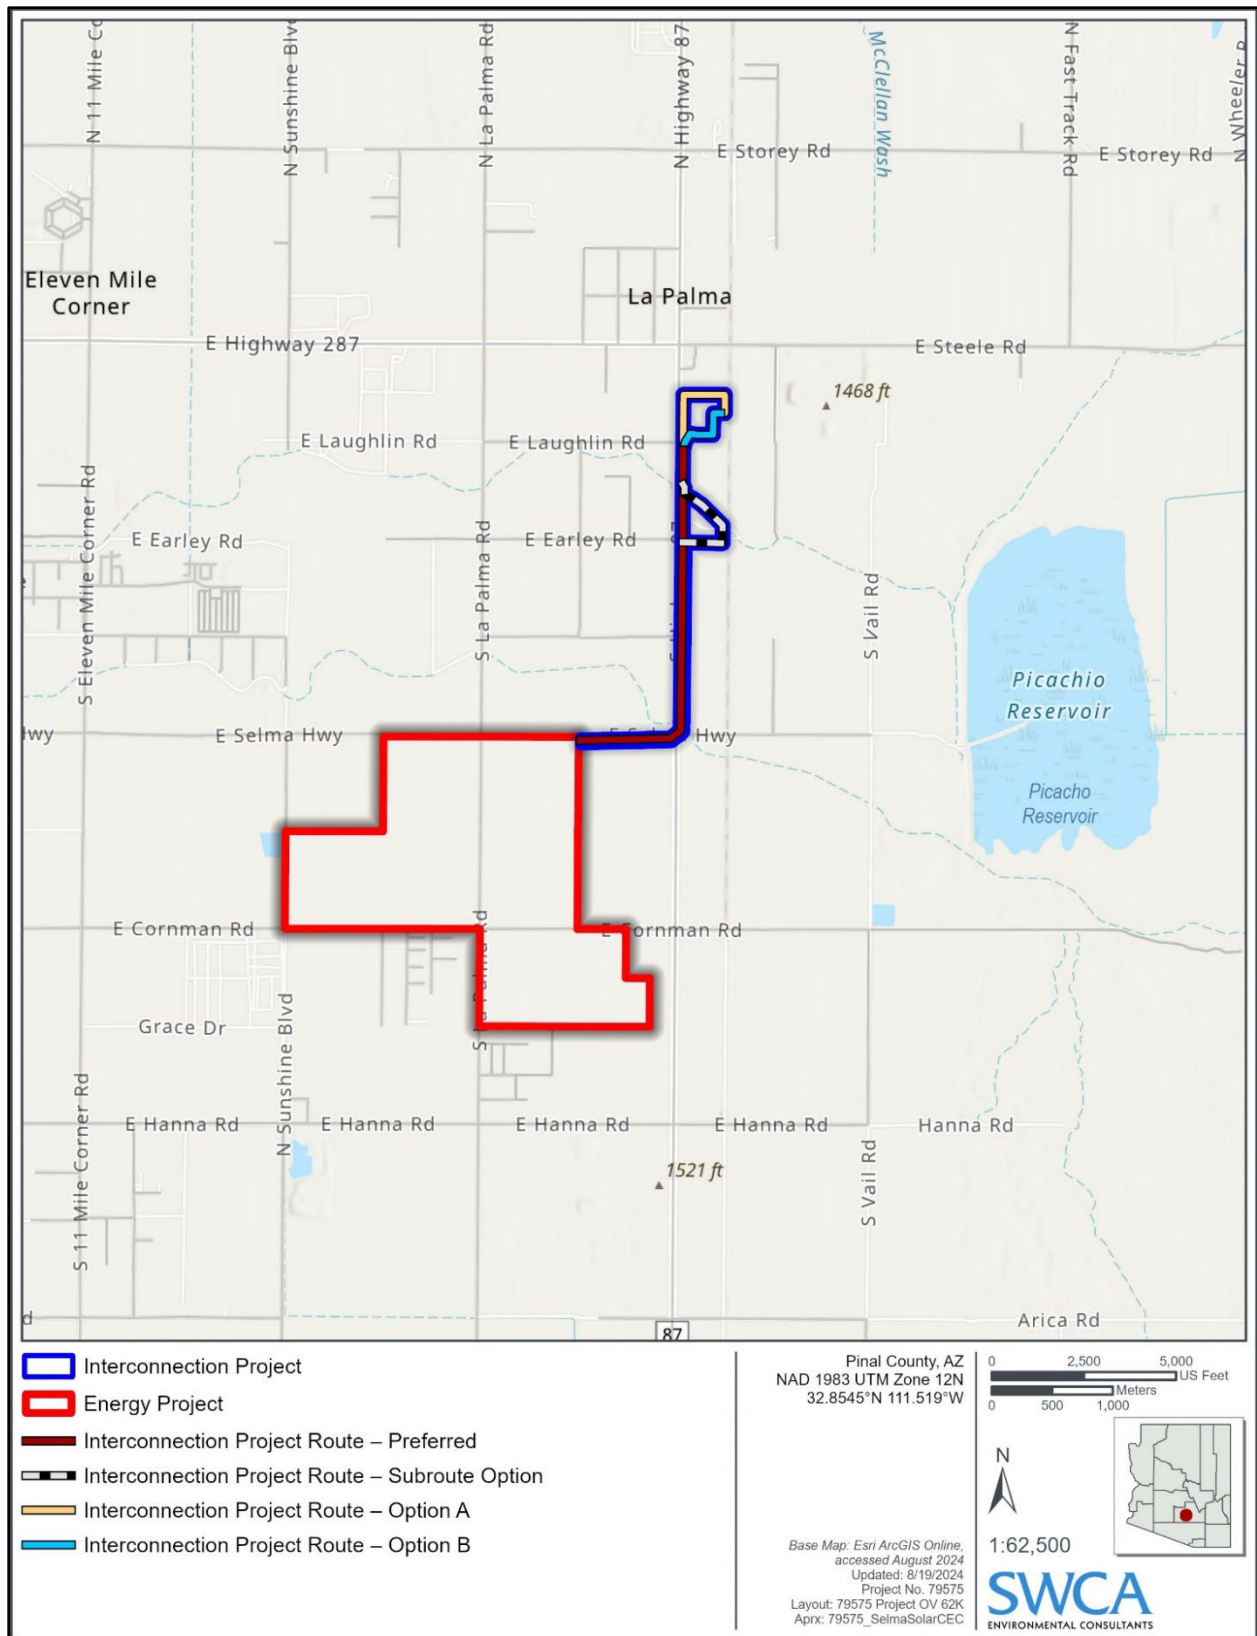 N 11 Mile Co
N Sunshine Blvd
N La Palma Rd
N Highway 87
McClellan Wash
N Fast Track Rd
N Wheeler R
E Storey Rd
E Storey Rd
Eleven Mile
Corner
La Palma
E Highway 287
E Steele Rd
1468 ft
E Laughlin Rd
E Laughlin Rd
S Eleven Mile Corner Rd
E Earley Rd
S La Palma Rd
E Earley Rd
S Vail Rd
Picachio
Reservoir
lwy
E Selma Hwy
Hwy
Picacho
Reservoir
E Cornman Rd
S La Palma Rd
E Cornman Rd
Grace Dr
N Sunshine Blvd
S 11 Mile Corner Rd
E Hanna Rd
E Hanna Rd
E Hanna Rd
E Hanna Rd
Hanna Rd
1521 ft
S Vail Rd
d
87
Arica Rd
Interconnection Project
Energy Project
Interconnection Project Route – Preferred
Interconnection Project Route – Subroute Option
Interconnection Project Route – Option A
Interconnection Project Route – Option B
Pinal County, AZ
NAD 1983 UTM Zone 12N
32.8545°N 111.519°W
Base Map: Esri ArcGIS Online,
accessed August 2024
Updated: 8/19/2024
Project No. 79575
Layout: 79575 Project OV 62K
Aprx: 79575_SelmaSolarCEC
0 2,500 5,000
US Feet
Meters
0 500 1,000
N
1:62,500
SWCA
ENVIRONMENTAL CONSULTANTS